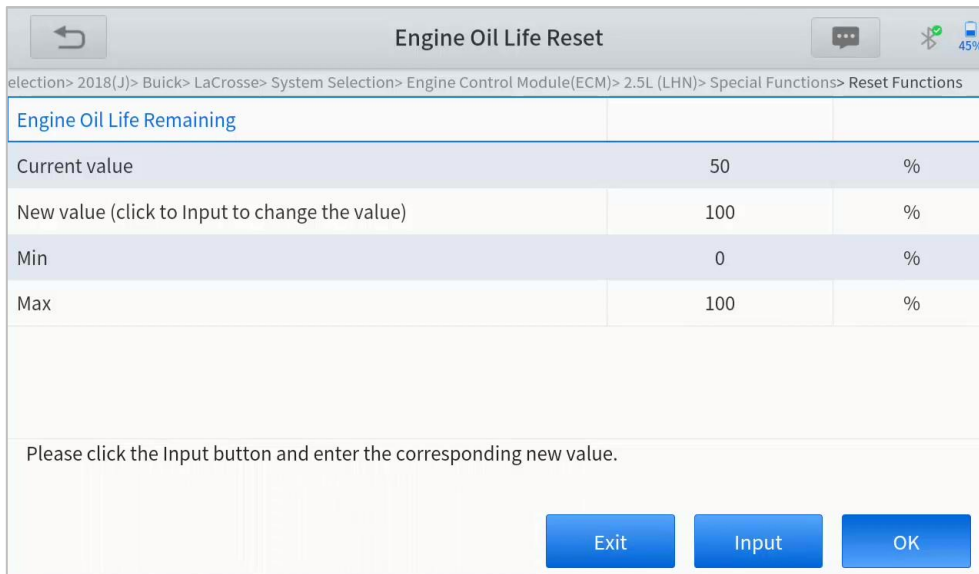 Engine Oil Life Reset
45%
election> 2018(J)> Buick> LaCrosse> System Selection> Engine Control Module(ECM)> 2.5L (LHN)> Special Functions> Reset Functions
Engine Oil Life Remaining
Current value 50 %
New value (click to Input to change the value) 100 %
Min 0 %
Max 100 %
Please click the Input button and enter the corresponding new value.
Exit Input OK